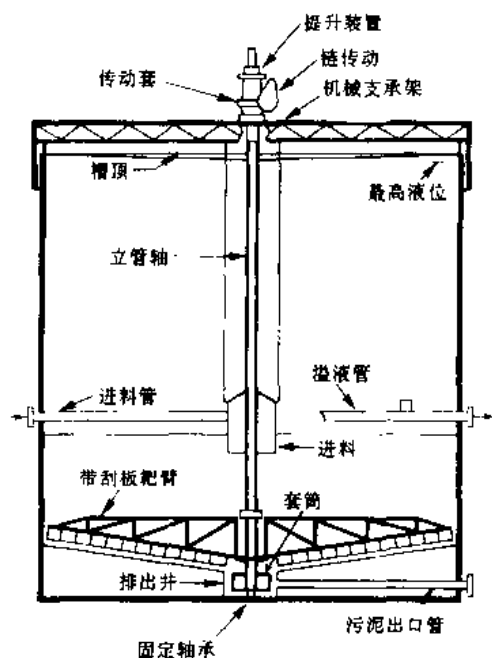 提升装置
链传动
传动套
机械支承架
槽顶
最高液位
立管轴
进料管
溢液管
进料
带刮板耙臂
套筒
排出井
污泥出口管
固定轴承